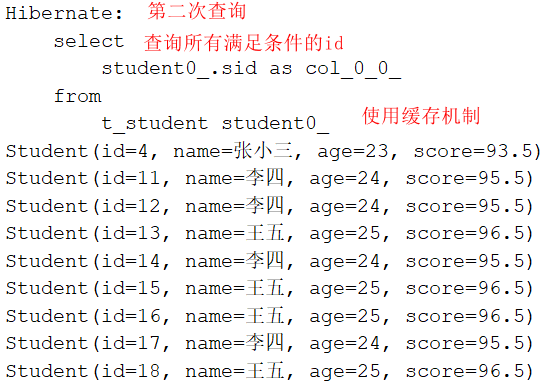 Hibernate: 第二次查询
select 查询所有满足条件的id
student0_.sid as col_0_0_
from
t_student student0_ 使用缓存机制
Student(id=4, name=张小三, age=23, score=93.5)
Student(id=11, name=李四, age=24, score=95.5)
Student(id=12, name=李四, age=24, score=95.5)
Student(id=13, name=王五, age=25, score=96.5)
Student(id=14, name=李四, age=24, score=95.5)
Student(id=15, name=王五, age=25, score=96.5)
Student(id=16, name=王五, age=25, score=96.5)
Student(id=17, name=李四, age=24, score=95.5)
Student(id=18, name=王五, age=25, score=96.5)